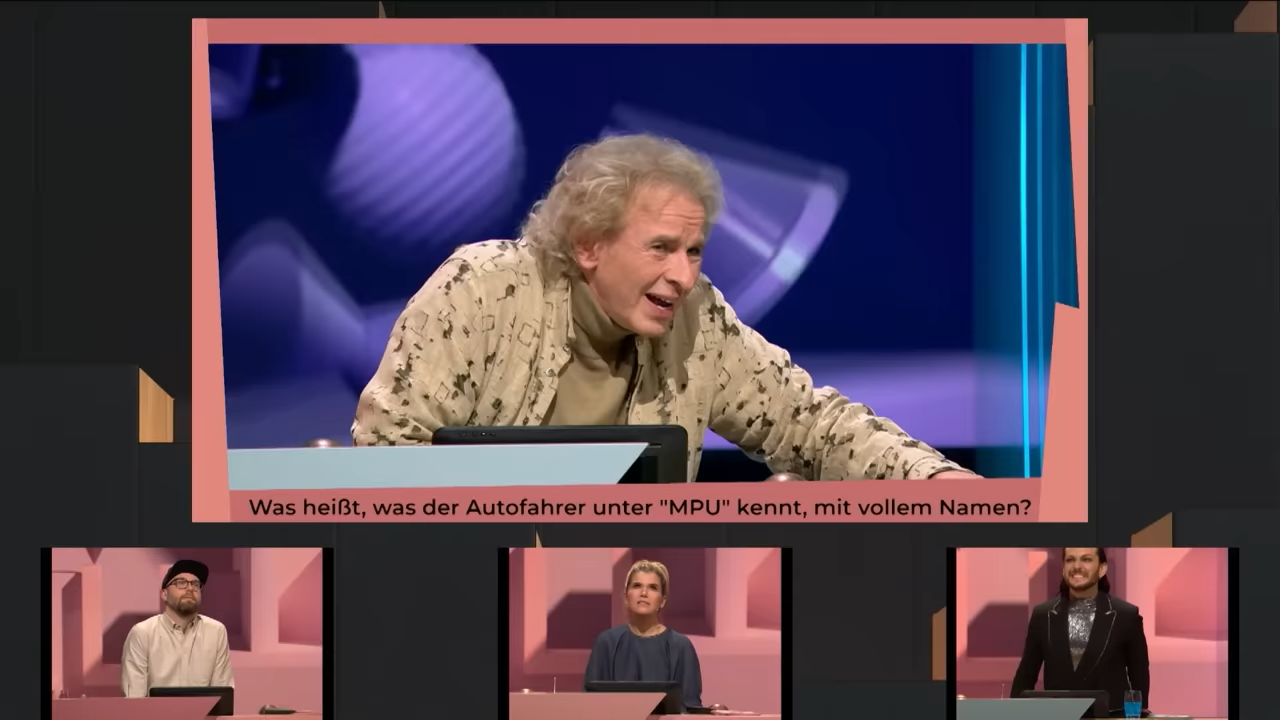 Was heißt, was der Autofahrer unter "MPU" kennt, mit vollem Namen?